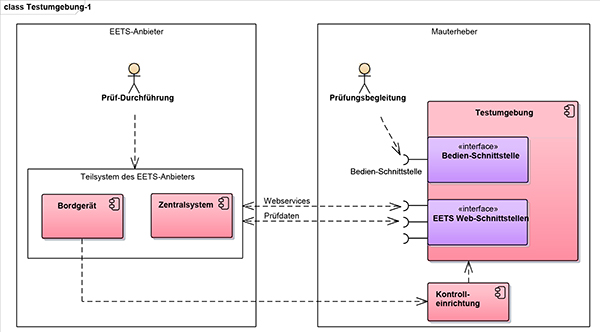 class Testumgebung-1
EETS-Anbieter
Mauterheber
Prüf-Durchführung
Prüfungsbegleitung
Testumgebung
«interface»
Bedien-Schnittstelle
Bedien-Schnittstelle
Teilsystem des EETS-Anbieters
Bordgerät
Zentralsystem
Webservices
Prüfdaten
«interface»
EETS Web-Schnittstellen
Kontroll-
einrichtung